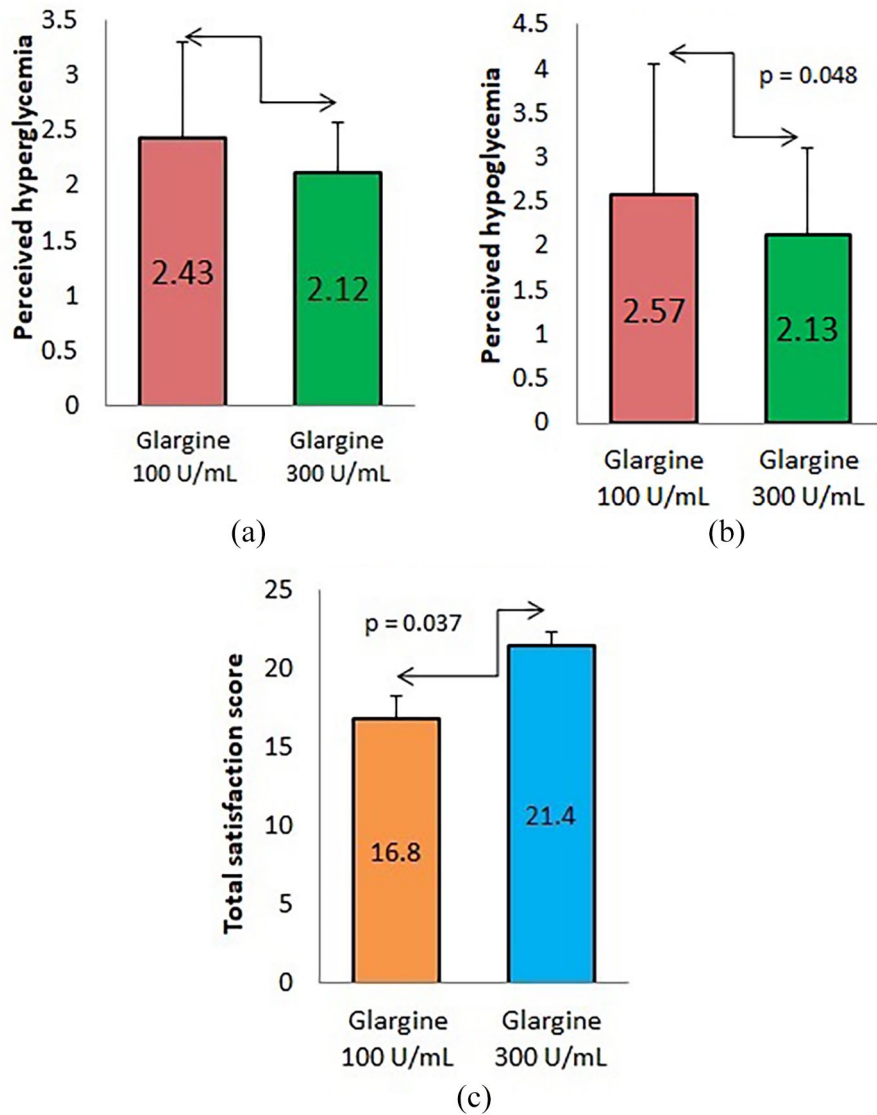 Perceived hyperglycemia
3.5
3
2.5
2
1.5
1
0.5
0
2.43
2.12
Glargine
100 U/mL
Glargine
300 U/mL
(a)
Perceived hypoglycemia
4.5
4
3.5
3
2.5
2
1.5
1
0.5
0
p = 0.048
2.57
2.13
Glargine
100 U/mL
Glargine
300 U/mL
(b)
Total satisfaction score
25
20
15
10
5
0
p = 0.037
16.8
21.4
Glargine
100 U/mL
Glargine
300 U/mL
(c)